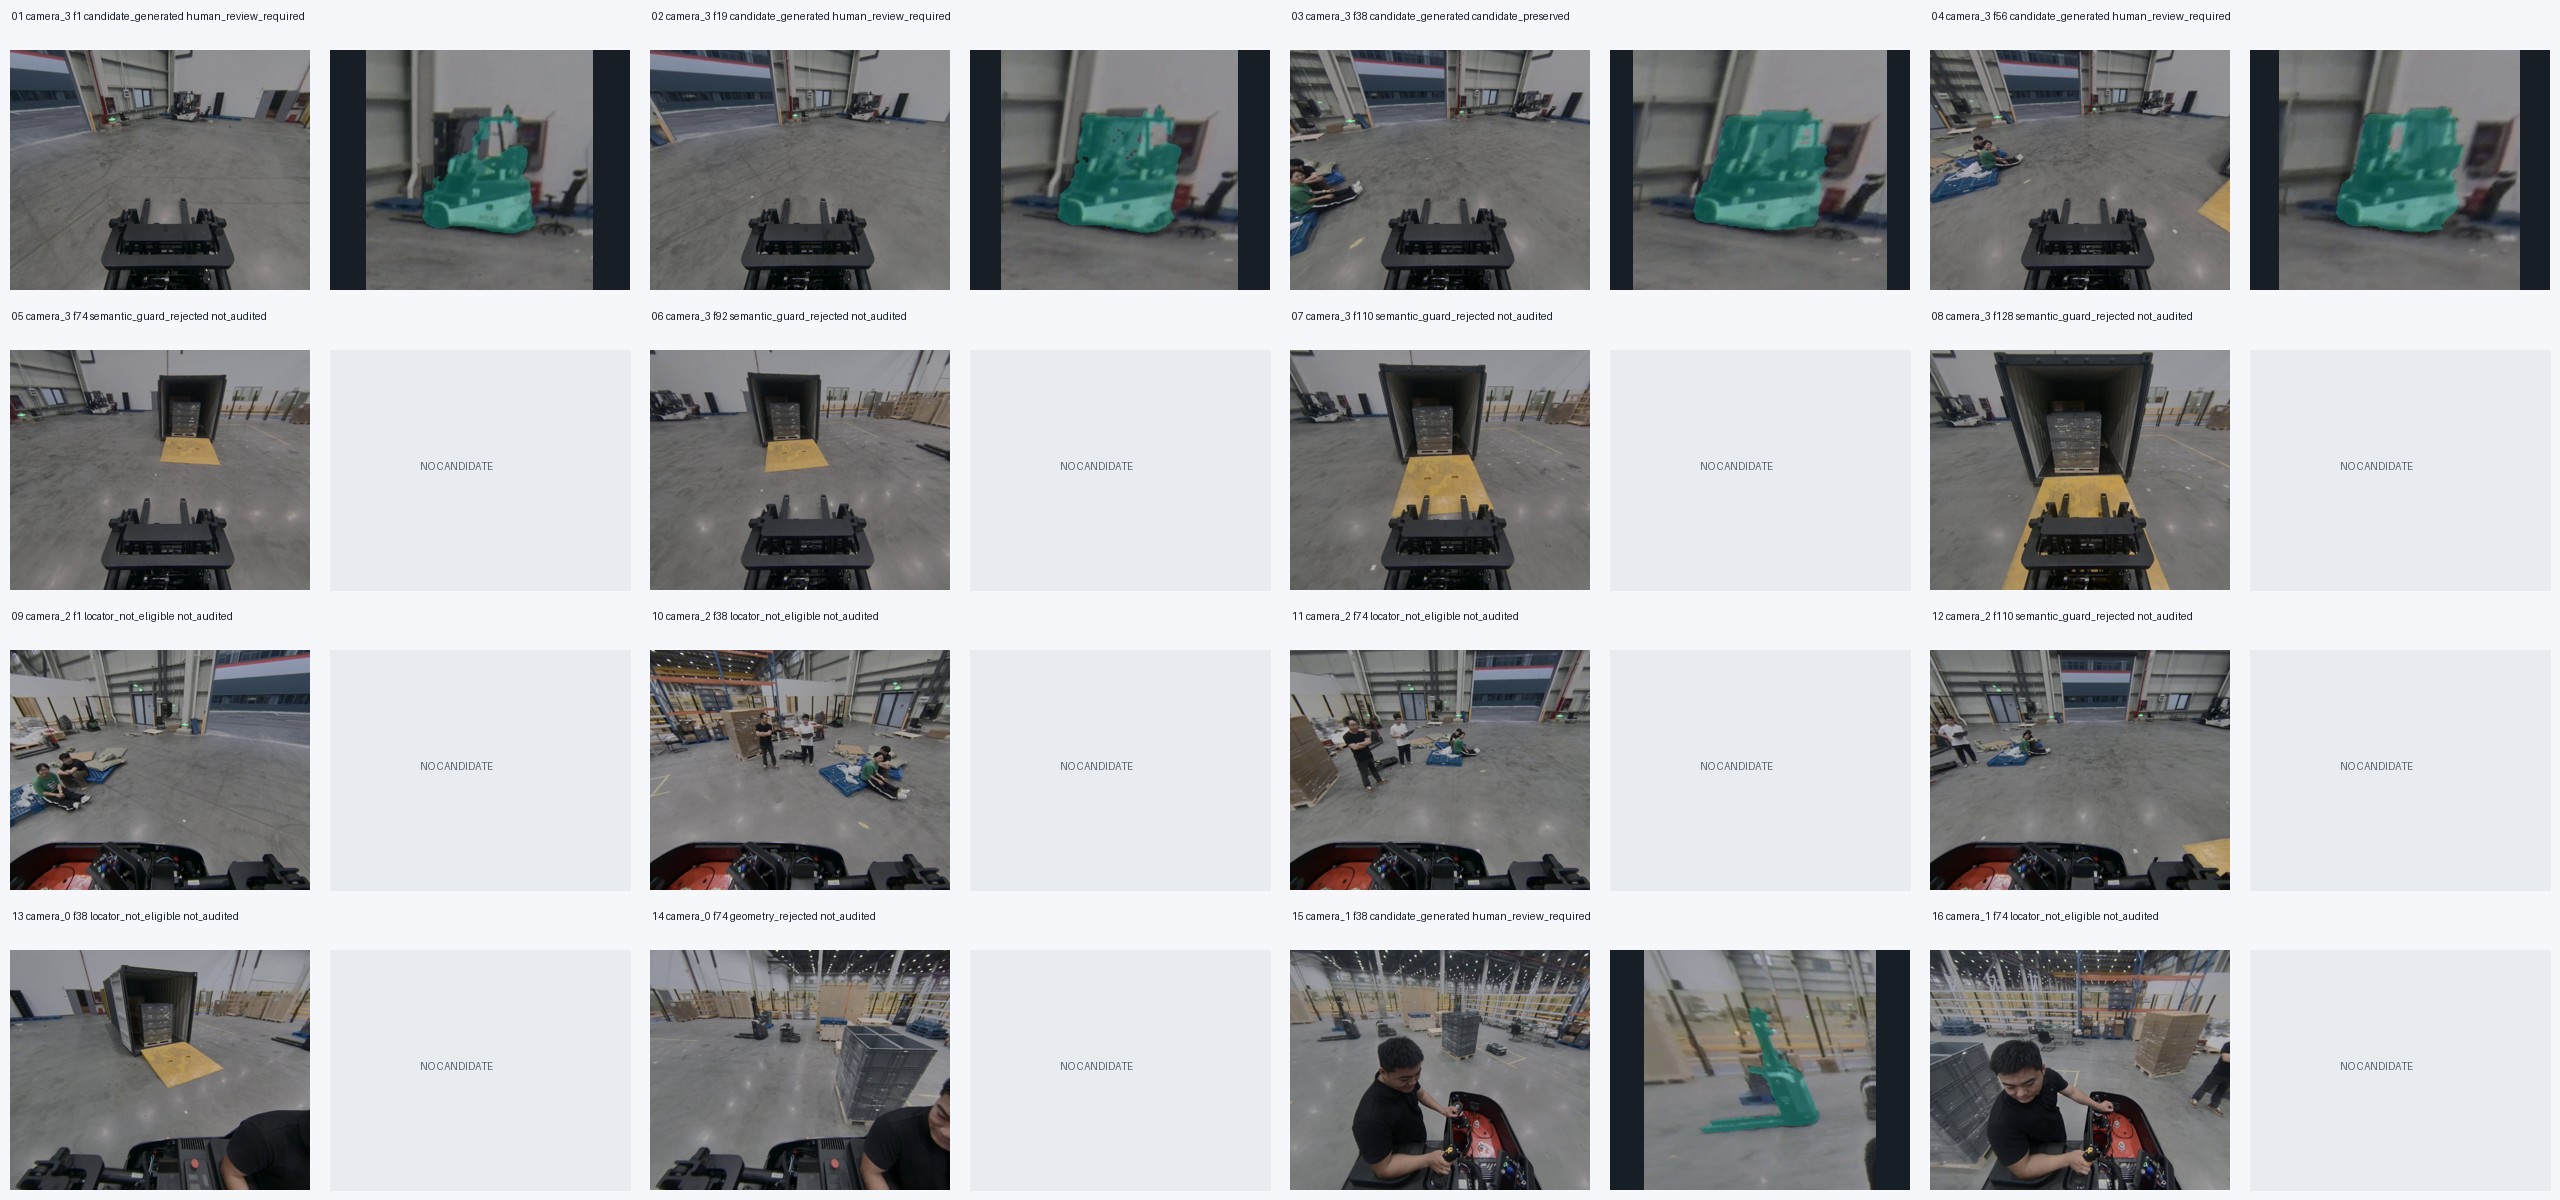 01 camera_3 f1 candidate_generated human_review_required
02 camera_3 f19 candidate_generated human_review_required
03 camera_3 f38 candidate_generated candidate_preserved
04 camera_3 f56 candidate_generated human_review_required
05 camera_3 f74 semantic_guard_rejected not_audited
06 camera_3 f92 semantic_guard_rejected not_audited
07 camera_3 f110 semantic_guard_rejected not_audited
08 camera_3 f128 semantic_guard_rejected not_audited
NO CANDIDATE
NO CANDIDATE
NO CANDIDATE
NO CANDIDATE
09 camera_2 f1 locator_not_eligible not_audited
10 camera_2 f38 locator_not_eligible not_audited
11 camera_2 f74 locator_not_eligible not_audited
12 camera_2 f110 semantic_guard_rejected not_audited
NO CANDIDATE
NO CANDIDATE
NO CANDIDATE
NO CANDIDATE
13 camera_0 f38 locator_not_eligible not_audited
14 camera_0 f74 geometry_rejected not_audited
15 camera_1 f38 candidate_generated human_review_required
16 camera_1 f74 locator_not_eligible not_audited
NO CANDIDATE
NO CANDIDATE
NO CANDIDATE